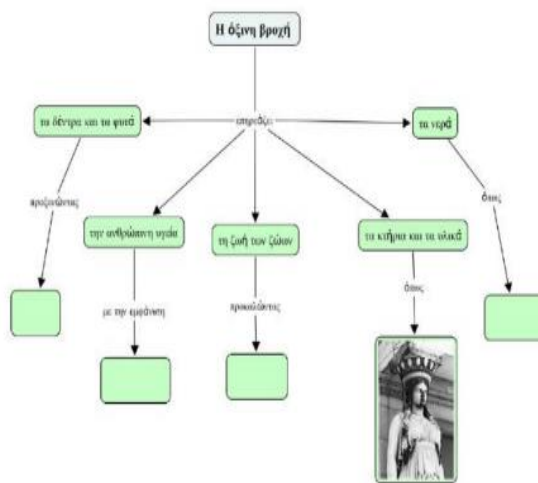 Η όξινη βροχή
τα δέντρα και τα φυτά
επηρεάζει
τα νερά
προξενώντας
όπως
την ανθρώπινη υγεία
τη ζωή των ζώων
τα κτήρια και τα υλικά
με την εμφάνιση
προκαλώντας
όπως